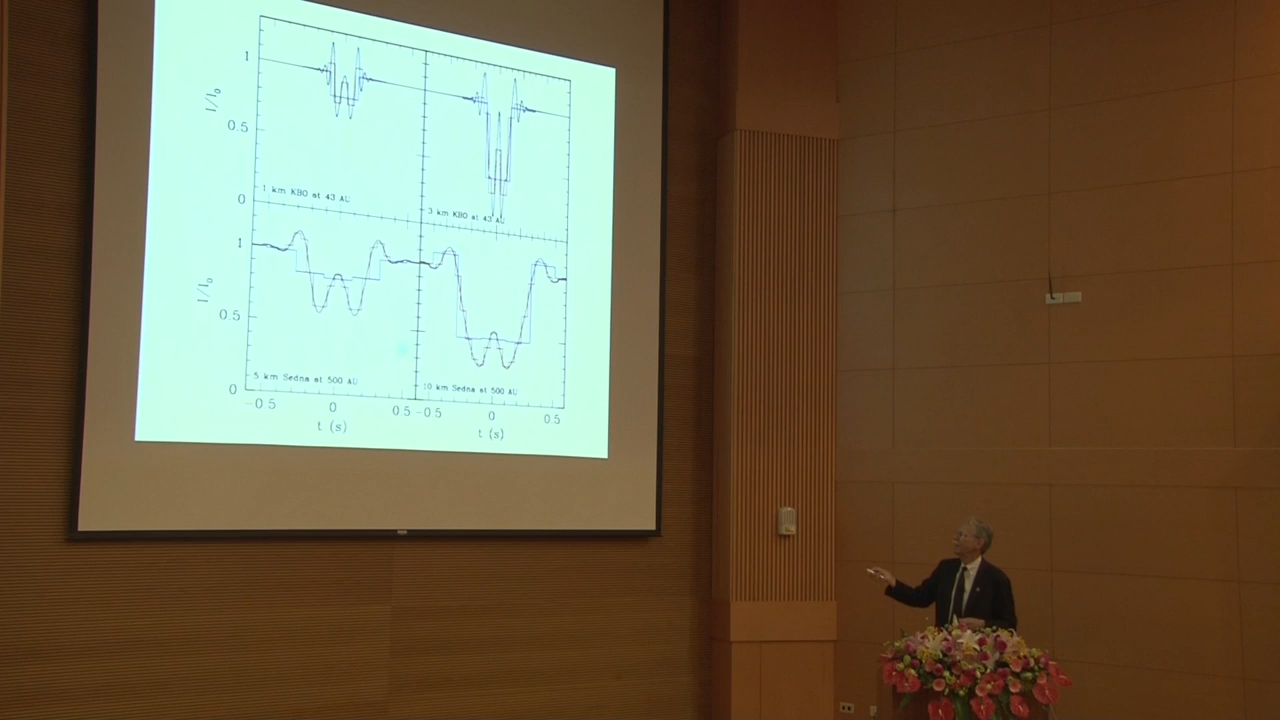 1
I/I₀
0.5
0
1 km KBO at 43 AU
3 km KBO at 43 AU
1
I/I₀
0.5
0
5 km Sedna at 500 AU
10 km Sedna at 500 AU
-0.5 0 0.5 -0.5 0 0.5
t (s) t (s)